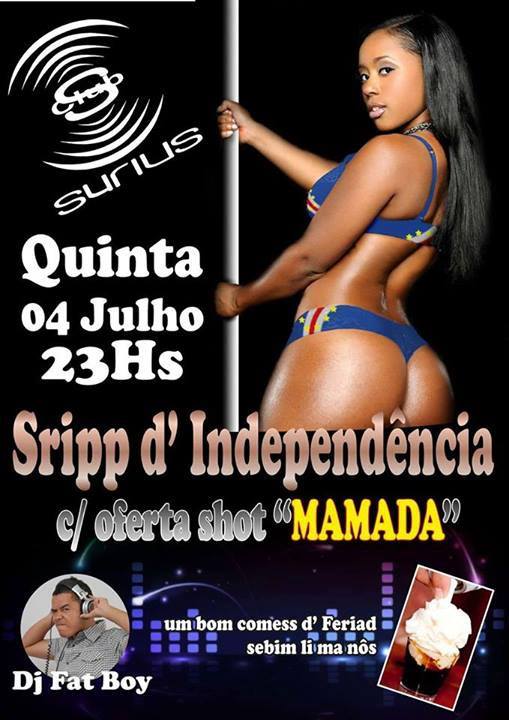 Club
surius
Quinta
04 Julho
23Hs
Sripp d' Independência
c/ oferta shot "MAMADA"
um bom comess d' Feriad
sebim li ma nôs
Dj Fat Boy